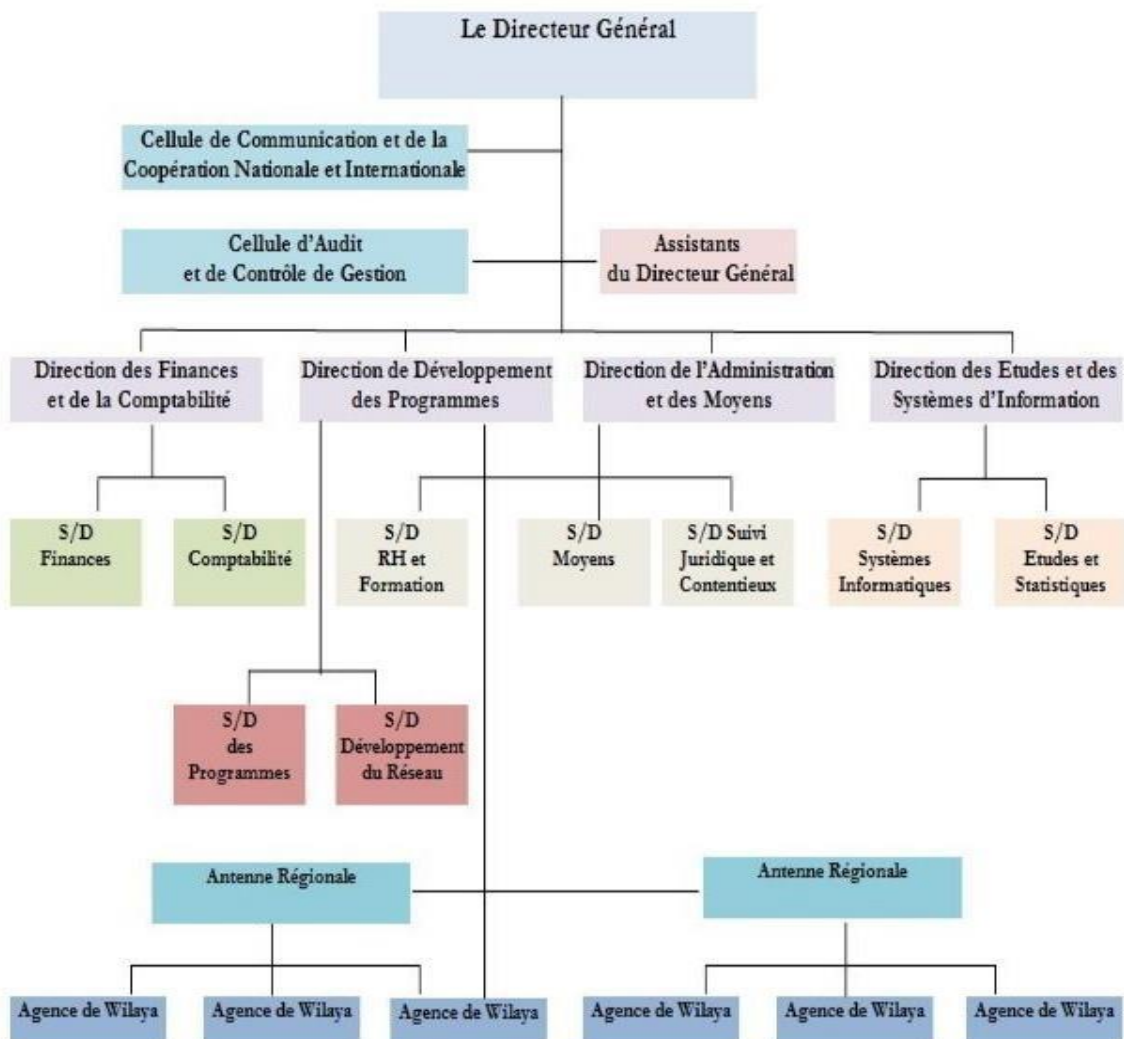 Le Directeur Général
Cellule de Communication et de la
Coopération Nationale et Internationale
Cellule d'Audit
et de Contrôle de Gestion
Assistants
du Directeur Général
Direction des Finances
et de la Comptabilité
Direction de Développement
des Programmes
Direction de l'Administration
et des Moyens
Direction des Etudes et des
Systèmes d'Information
S/D
Finances
S/D
Comptabilité
S/D
RH et
Formation
S/D
Moyens
S/D Suivi
Juridique et
Contentieux
S/D
Systèmes
Informatiques
S/D
Etudes et
Statistiques
S/D
des
Programmes
S/D
Développement
du Réseau
Antenne Régionale
Antenne Régionale
Agence de Wilaya
Agence de Wilaya
Agence de Wilaya
Agence de Wilaya
Agence de Wilaya
Agence de Wilaya